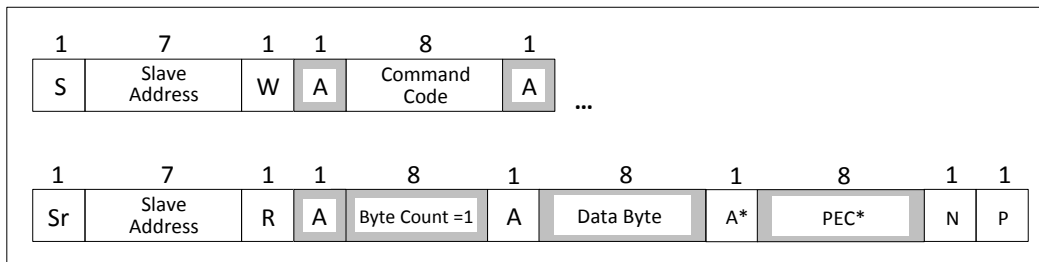 1 7 1 1 8 1
S Slave Address W A Command Code A ...
1 7 1 1 8 1 8 1 8 1 1
Sr Slave Address R A Byte Count =1 A Data Byte A* PEC* N P